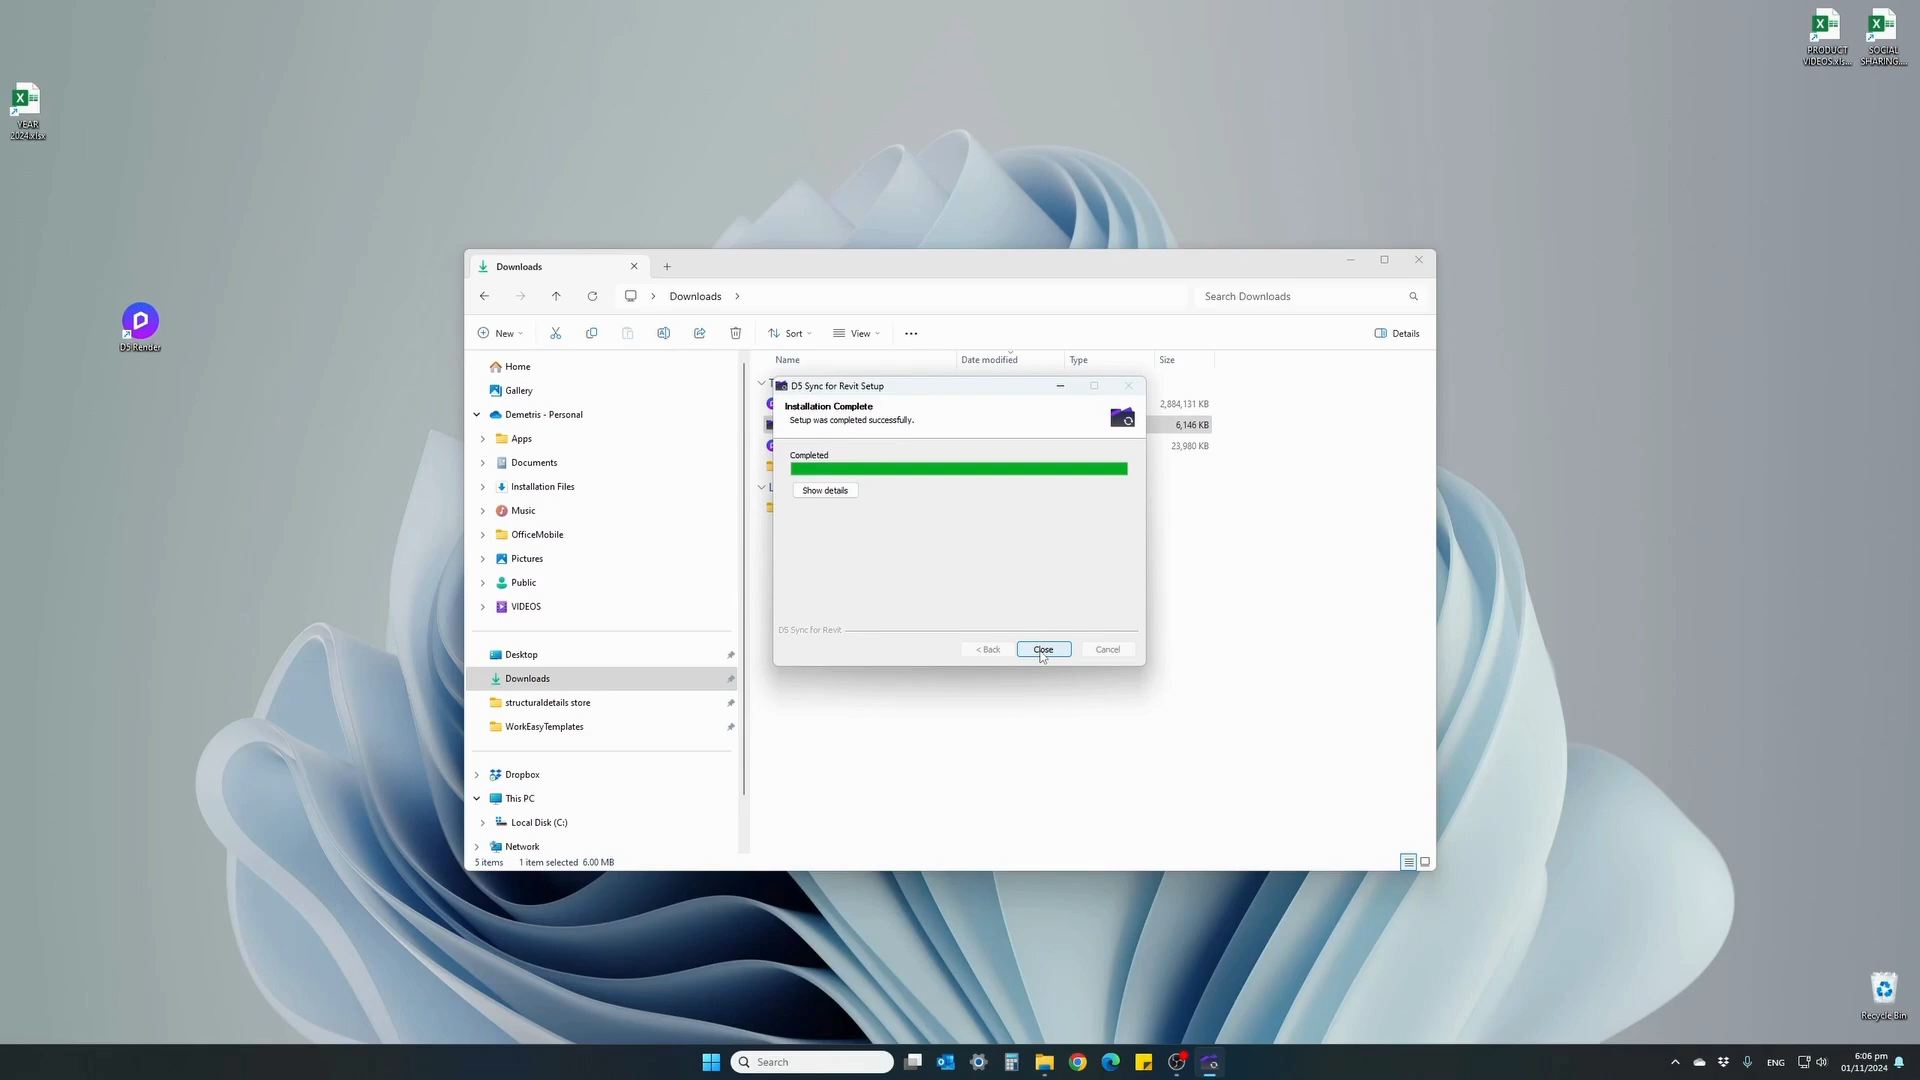 PRODUCT
VIDEOS.xls...
SOCIAL
SHARING....
YEAR
2024.xlsx
D5 Render
Downloads
Downloads
Search Downloads
New
Sort
View
Details
Name
Date modified
Type
Size
Home
Gallery
Demetris - Personal
Apps
Documents
Installation Files
Music
OfficeMobile
Pictures
Public
VIDEOS
Desktop
Downloads
structuraldetails store
WorkEasyTemplates
Dropbox
This PC
Local Disk (C:)
Network
5 items 1 item selected 6.00 MB
2,884,131 KB
6,146 KB
23,980 KB
D5 Sync for Revit Setup
Installation Complete
Setup was completed successfully.
Completed
Show details
D5 Sync for Revit
< Back
Close
Cancel
Recycle Bin
Search
ENG
6:06 pm
01/11/2024